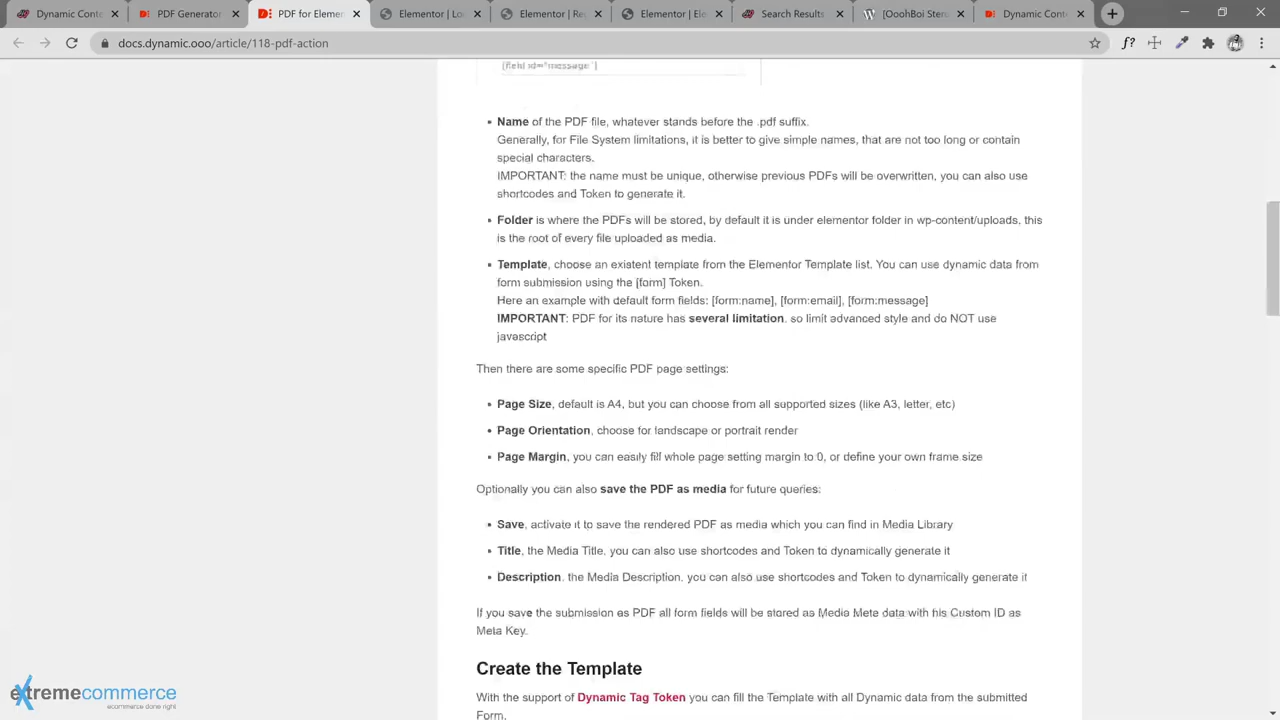 Dynamic Cont
PDF Generator
PDF for Elemen
Elementor | Lo
Elementor | Re
Elementor | Ele
Search Results
[OoohBoi Stero
Dynamic Cont
docs.dynamic.ooo/article/118-pdf-action
[field id="message"]
Name of the PDF file, whatever stands before the .pdf suffix.
Generally, for File System limitations, it is better to give simple names, that are not too long or contain
special characters.
IMPORTANT: the name must be unique, otherwise previous PDFs will be overwritten, you can also use
shortcodes and Token to generate it.
Folder is where the PDFs will be stored, by default it is under elementor folder in wp-content/uploads, this
is the root of every file uploaded as media.
Template, choose an existent template from the Elementor Template list. You can use dynamic data from
form submission using the [form] Token.
Here an example with default form fields: [form:name], [form:email], [form:message]
IMPORTANT: PDF for its nature has several limitation, so limit advanced style and do NOT use
javascript
Then there are some specific PDF page settings:
Page Size, default is A4, but you can choose from all supported sizes (like A3, letter, etc)
Page Orientation, choose for landscape or portrait render
Page Margin, you can easily fill whole page setting margin to 0, or define your own frame size
Optionally you can also save the PDF as media for future queries:
Save, activate it to save the rendered PDF as media which you can find in Media Library
Title, the Media Title, you can also use shortcodes and Token to dynamically generate it
Description, the Media Description, you can also use shortcodes and Token to dynamically generate it
If you save the submission as PDF all form fields will be stored as Media Meta data with his Custom ID as
Meta Key.
Create the Template
With the support of Dynamic Tag Token you can fill the Template with all Dynamic data from the submitted
Form.
extremecommerce
ecommerce done right